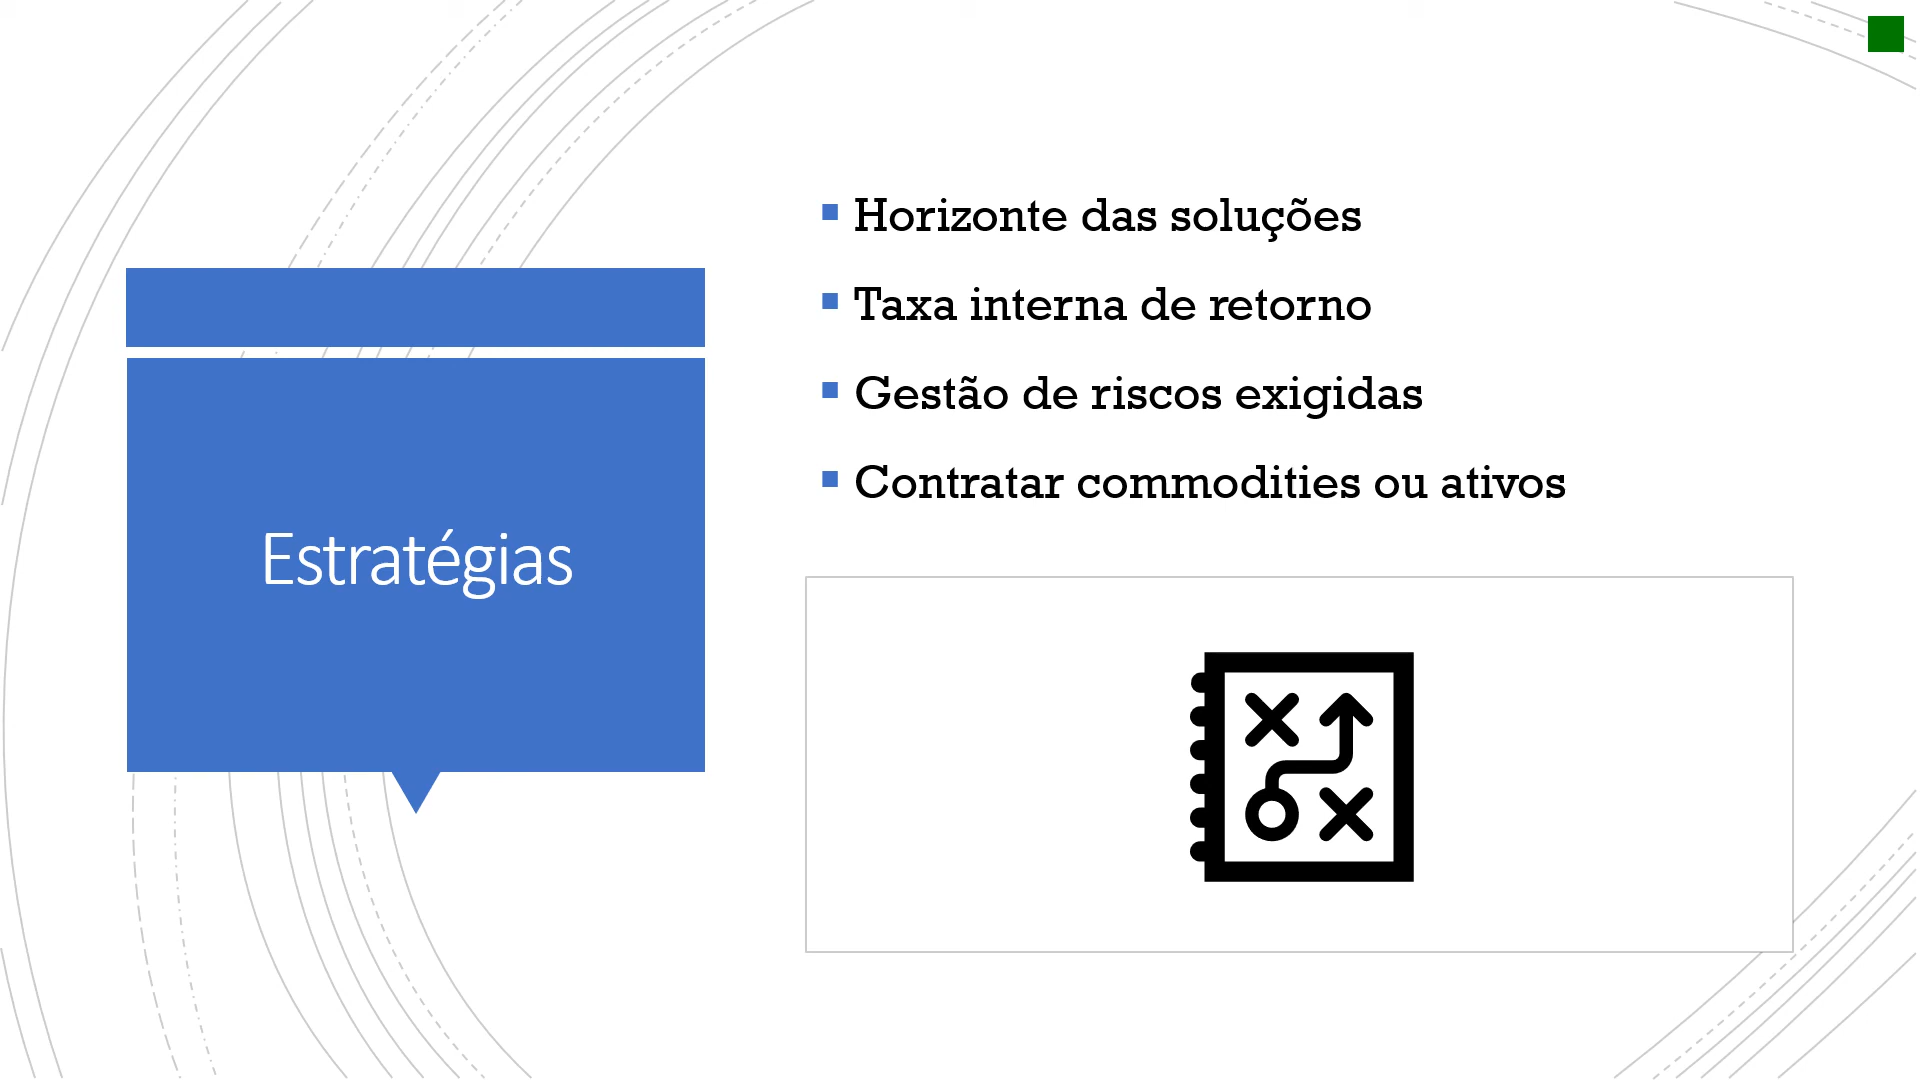 Estratégias
Horizonte das soluções
Taxa interna de retorno
Gestão de riscos exigidas
Contratar commodities ou ativos